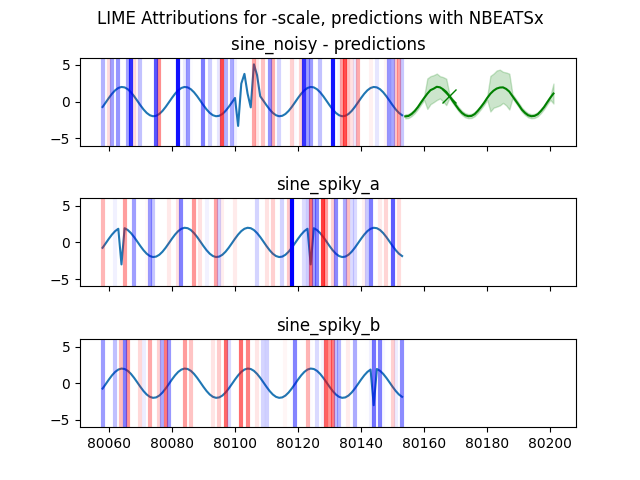 LIME Attributions for -scale, predictions with NBEATSx
sine_noisy - predictions
5
0
−5
sine_spiky_a
5
0
−5
sine_spiky_b
5
0
−5
80060 80080 80100 80120 80140 80160 80180 80200